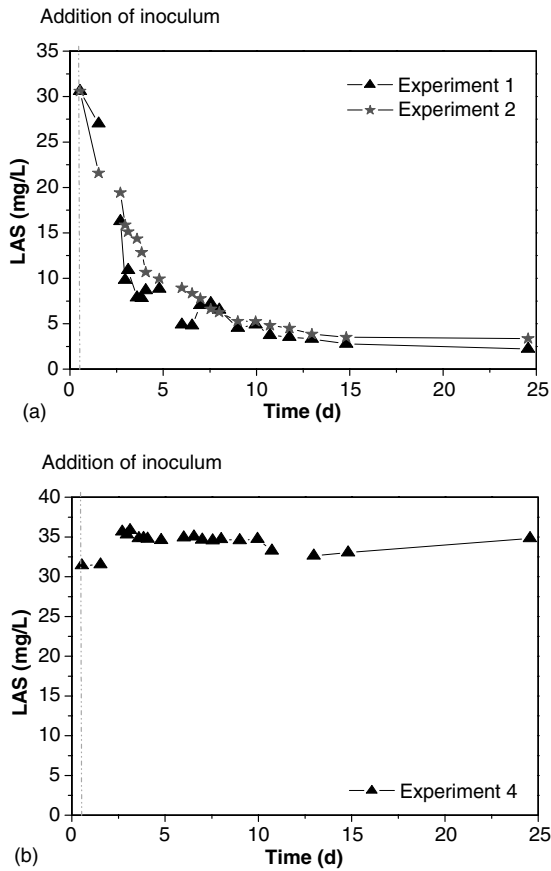 Addition of inoculum
35
30
25
20
15
10
5
0
LAS (mg/L)
Experiment 1
Experiment 2
0 5 10 15 20 25
(a) Time (d)
Addition of inoculum
40
35
30
25
20
15
10
5
0
LAS (mg/L)
Experiment 4
0 5 10 15 20 25
(b) Time (d)